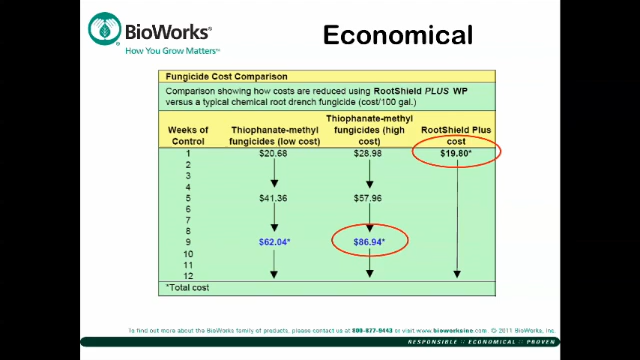 BioWorks®
How You Grow Matters™
Economical
Fungicide Cost Comparison
Comparison showing how costs are reduced using RootShield PLUS WP
versus a typical chemical root drench fungicide (cost/100 gal.)
Weeks of Control | Thiophanate-methyl fungicides (low cost) | Thiophanate-methyl fungicides (high cost) | RootShield Plus cost
1 $20.68 $28.98 $19.80*
2
3
4
5 $41.36 $57.96
6
7
8
9 $62.04* $86.94*
10
11
12
*Total cost
To find out more about the BioWorks family of products, please contact us at 800-877-9443 or visit www.bioworksinc.com. © 2011 BioWorks, Inc.
RESPONSIBLE :: ECONOMICAL :: PROVEN